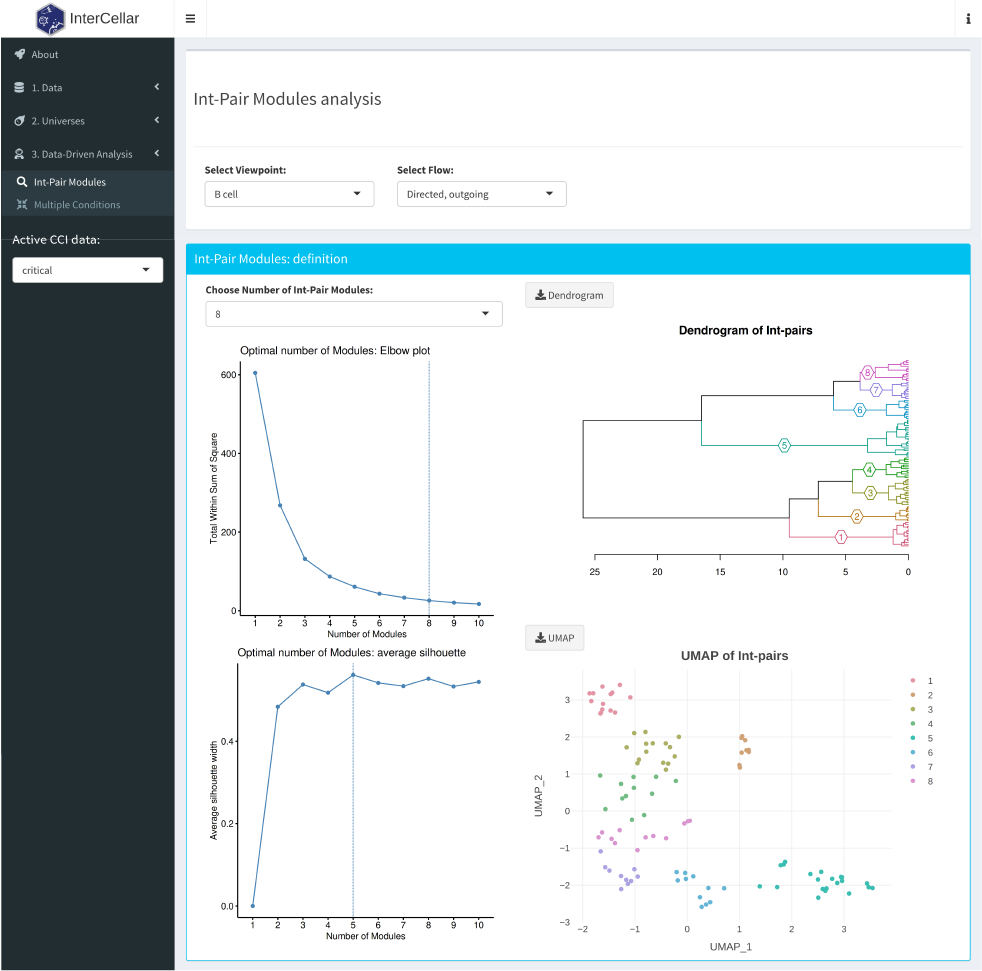 InterCellar
About
1. Data
2. Universes
3. Data-Driven Analysis
Int-Pair Modules
Multiple Conditions
Active CCI data:
critical
Int-Pair Modules analysis
Select Viewpoint:
Select Flow:
B cell
Directed, outgoing
Int-Pair Modules: definition
Choose Number of Int-Pair Modules:
8
Optimal number of Modules: Elbow plot
Total Within Sum of Square
600
400
200
0
1 2 3 4 5 6 7 8 9 10
Number of Modules
Optimal number of Modules: average silhouette
Average silhouette width
0.4
0.2
0.0
1 2 3 4 5 6 7 8 9 10
Number of Modules
Dendrogram
Dendrogram of Int-pairs
8
7
6
5
4
3
2
1
25 20 15 10 5 0
UMAP
UMAP of Int-pairs
UMAP_2
3
2
1
0
−1
−2
−3
−2 −1 0 1 2 3
UMAP_1
1
2
3
4
5
6
7
8